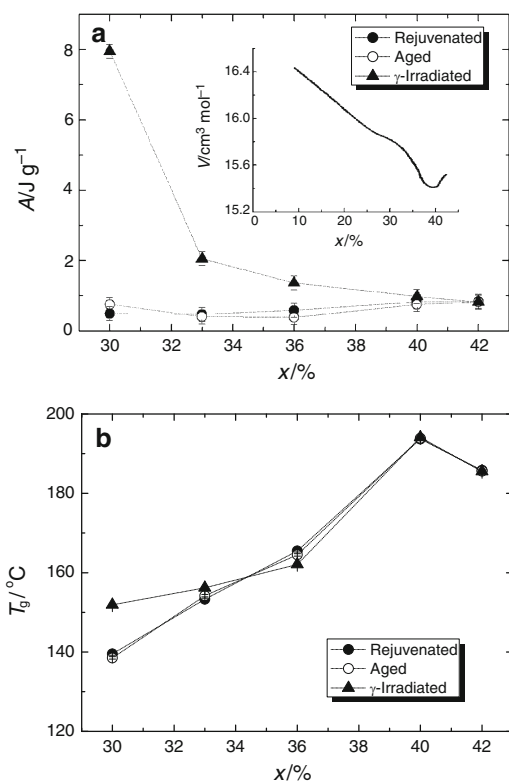 a
Rejuvenated
Aged
γ-Irradiated
A/J g⁻¹
8
6
4
2
0
V/cm³ mol⁻¹
16.4
16.0
15.6
15.2
0 10 20 30 40 50
x/%
30 32 34 36 38 40 42
x/%
b
Tg/°C
200
180
160
140
120
Rejuvenated
Aged
γ-Irradiated
30 32 34 36 38 40 42
x/%